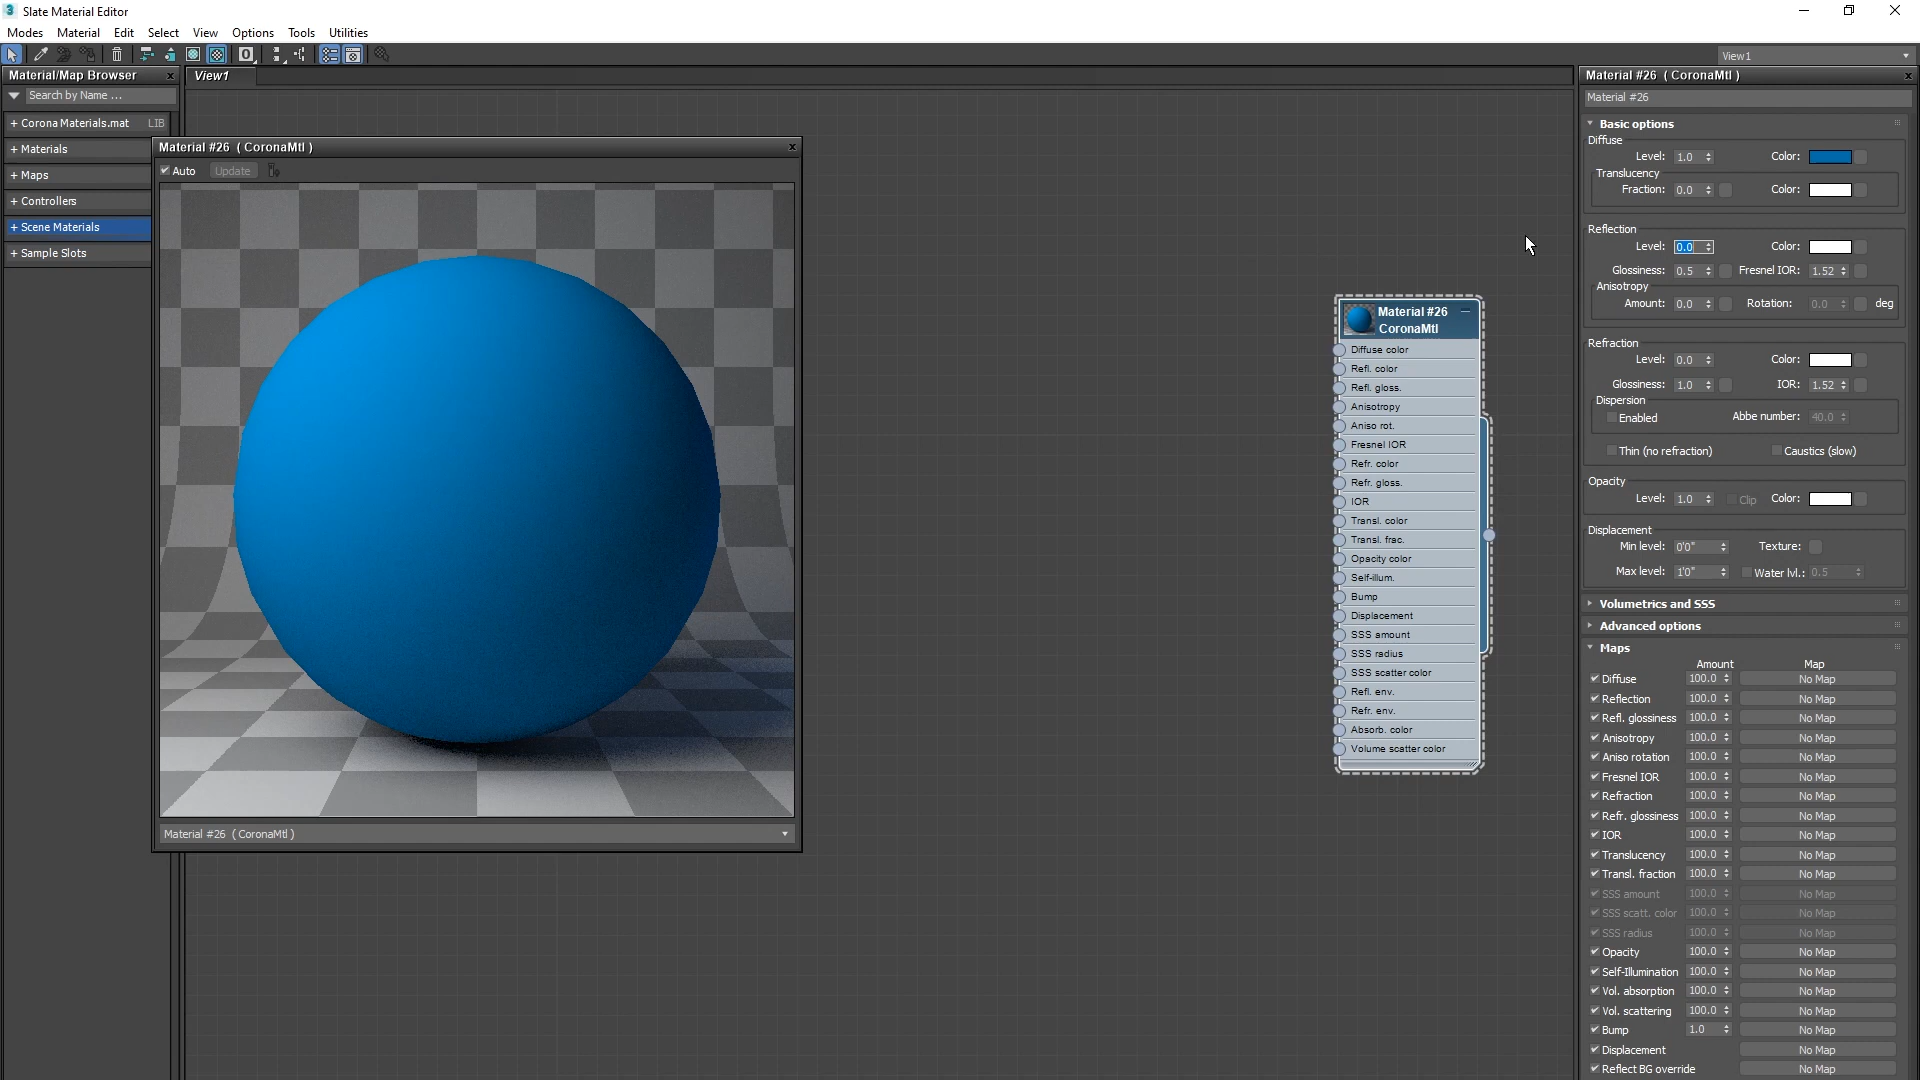 Slate Material Editor
Modes Material Edit Select View Options Tools Utilities
View1
Material/Map Browser
Search by Name ...
+ Corona Materials.mat LIB
+ Materials
+ Maps
+ Controllers
+ Scene Materials
+ Sample Slots
View1
Material #26 ( CoronaMtl )
Auto Update
Material #26 ( CoronaMtl )
Material #26
CoronaMtl
Diffuse color
Refl. color
Refl. gloss.
Anisotropy
Aniso rot.
Fresnel IOR
Refr. color
Refr. gloss.
IOR
Transl. color
Transl. frac.
Opacity color
Self-illum.
Bump
Displacement
SSS amount
SSS radius
SSS scatter color
Refl. env.
Refr. env.
Absorb. color
Volume scatter color
Material #26 ( CoronaMtl )
Material #26
Basic options
Diffuse
Level: 1.0 Color:
Translucency
Fraction: 0.0 Color:
Reflection
Level: 0.0 Color:
Glossiness: 0.5 Fresnel IOR: 1.52
Anisotropy
Amount: 0.0 Rotation: 0.0 deg
Refraction
Level: 0.0 Color:
Glossiness: 1.0 IOR: 1.52
Dispersion
Enabled Abbe number: 40.0
Thin (no refraction) Caustics (slow)
Opacity
Level: 1.0 Clip Color:
Displacement
Min level: 0'0" Texture:
Max level: 1'0" Water lvl.: 0.5
Volumetrics and SSS
Advanced options
Maps
Amount Map
Diffuse 100.0 No Map
Reflection 100.0 No Map
Refl. glossiness 100.0 No Map
Anisotropy 100.0 No Map
Aniso rotation 100.0 No Map
Fresnel IOR 100.0 No Map
Refraction 100.0 No Map
Refr. glossiness 100.0 No Map
IOR 100.0 No Map
Translucency 100.0 No Map
Transl. fraction 100.0 No Map
SSS amount 100.0 No Map
SSS scatt. color 100.0 No Map
SSS radius 100.0 No Map
Opacity 100.0 No Map
Self-Illumination 100.0 No Map
Vol. absorption 100.0 No Map
Vol. scattering 100.0 No Map
Bump 1.0 No Map
Displacement No Map
Reflect BG override No Map